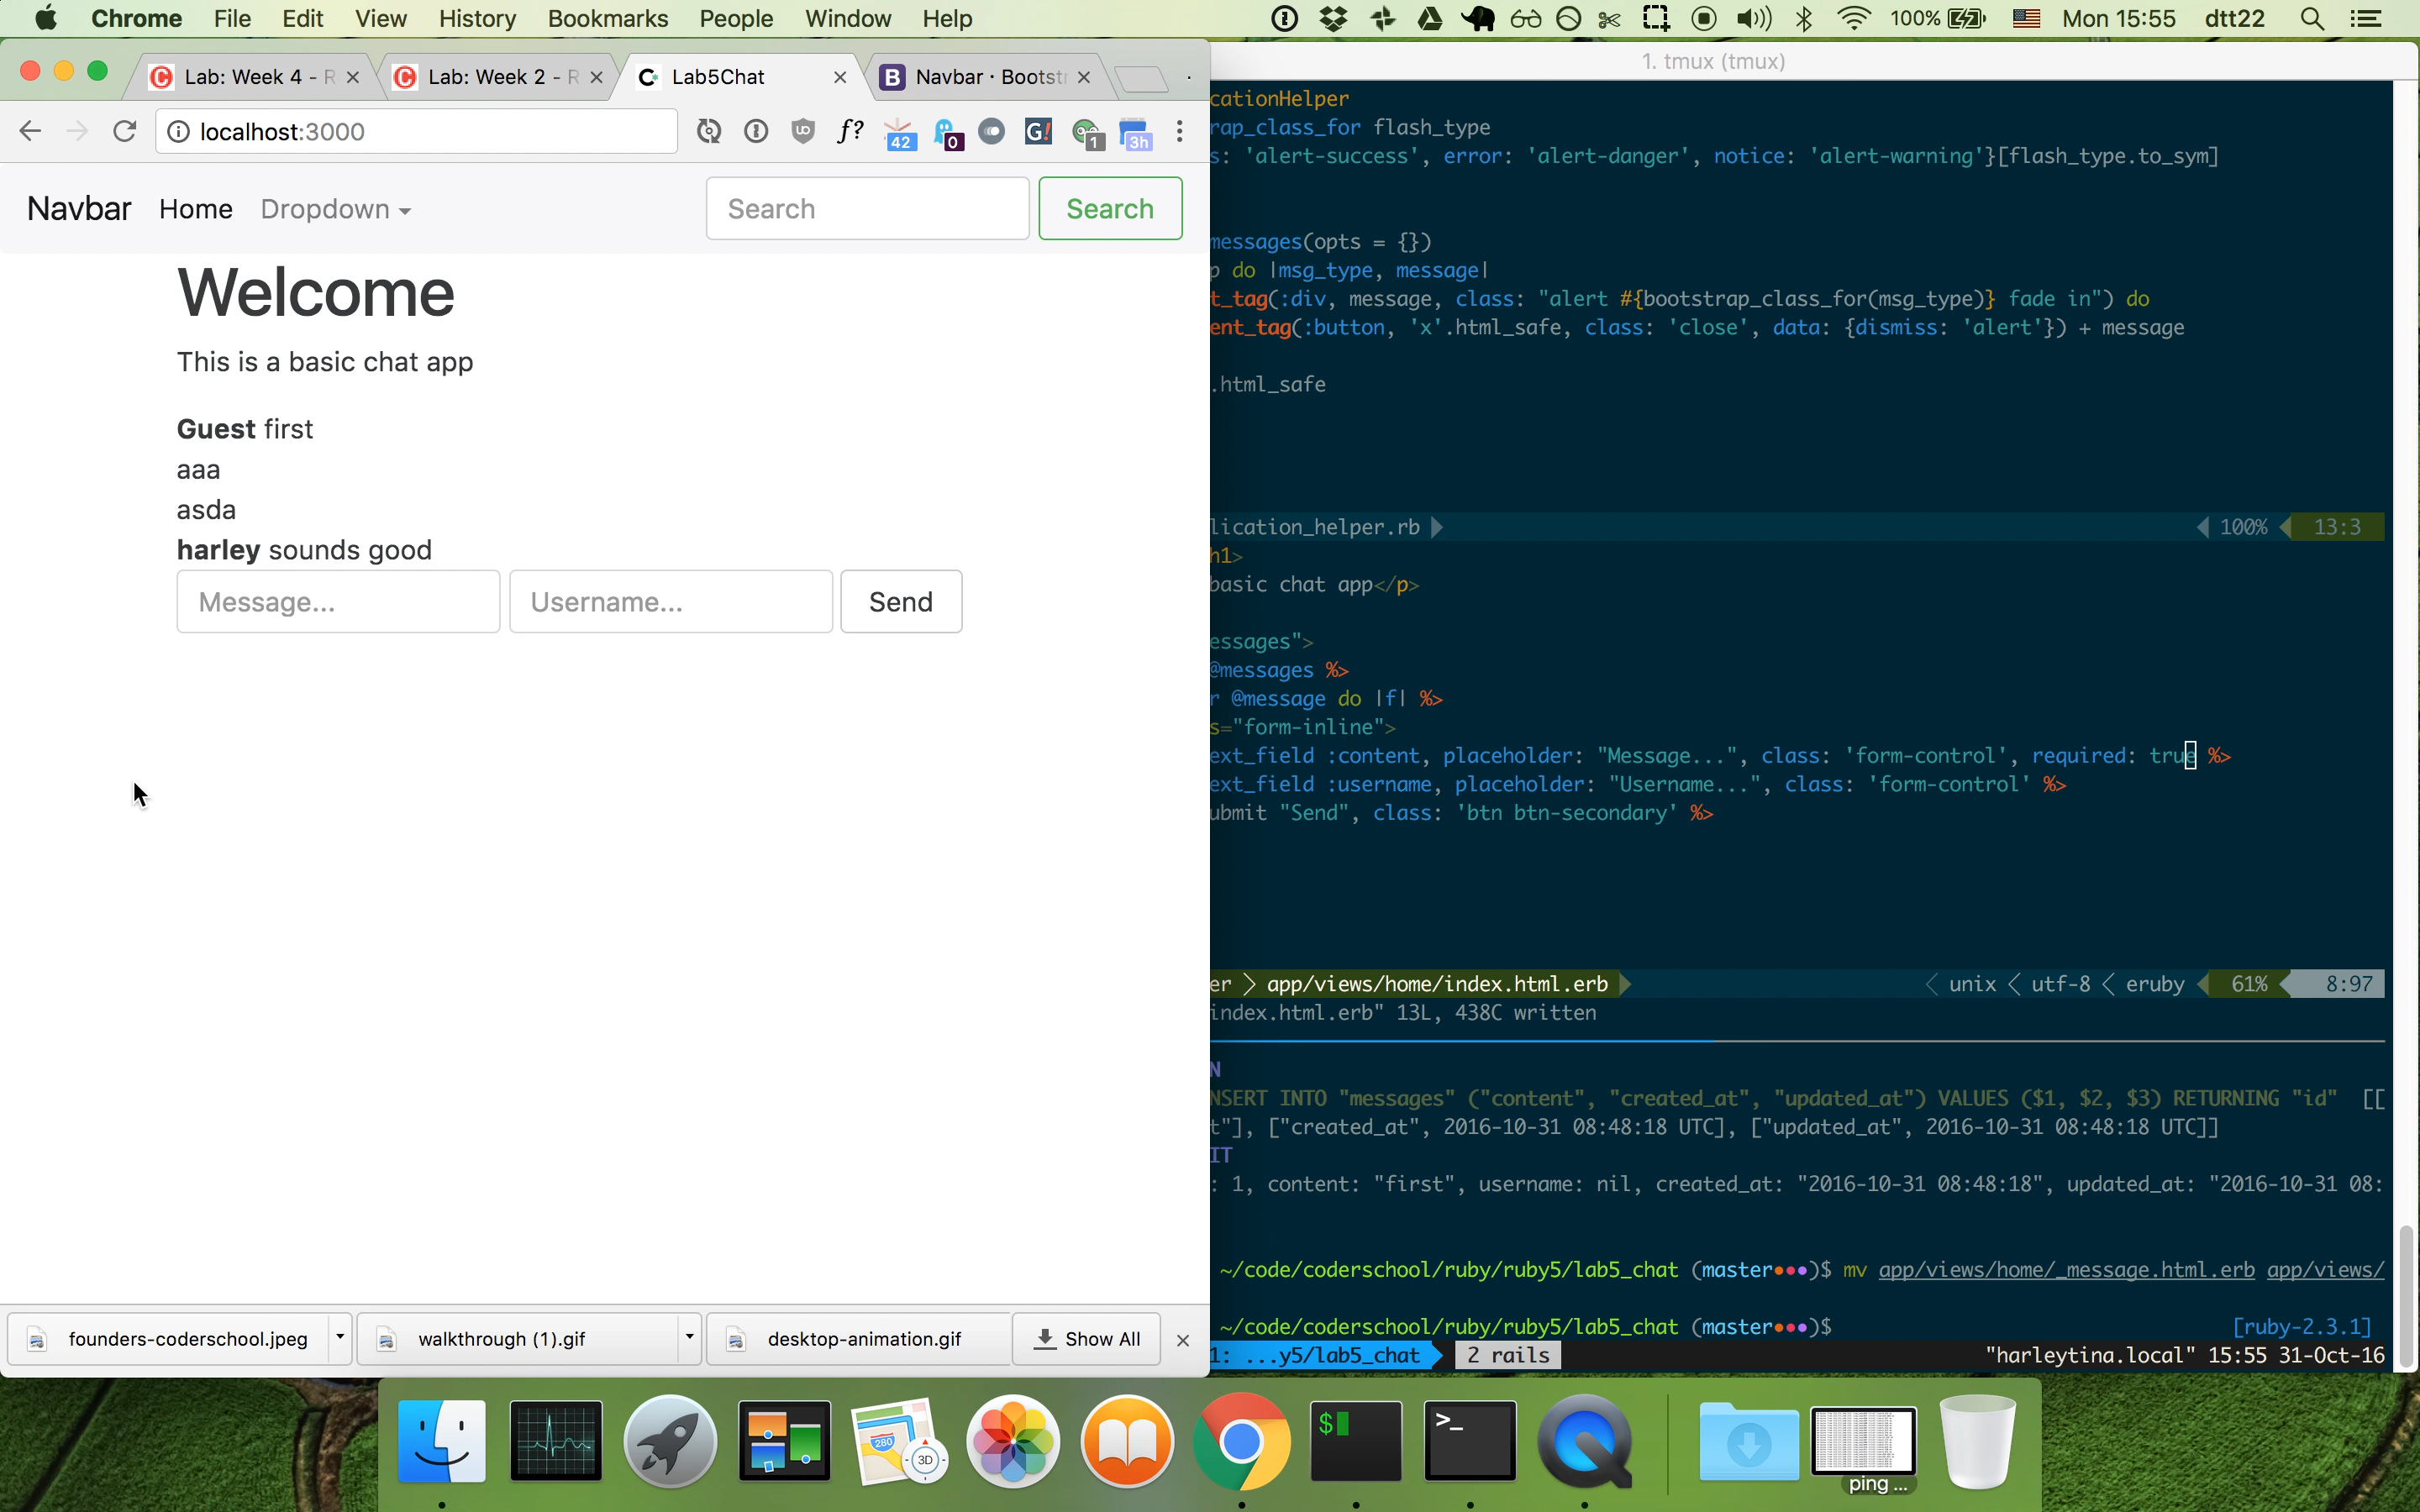 Chrome File Edit View History Bookmarks People Window Help 100% Mon 15:55 dtt22
Lab: Week 4 - R Lab: Week 2 - R Lab5Chat Navbar · Bootst
localhost:3000 f? 42 0 G! 1 3h
Navbar Home Dropdown Search Search
Welcome
This is a basic chat app
Guest first
aaa
asda
harley sounds good
Message... Username... Send
founders-coderschool.jpeg walkthrough (1).gif desktop-animation.gif Show All
1. tmux (tmux)
cationHelper
rap_class_for flash_type
s: 'alert-success', error: 'alert-danger', notice: 'alert-warning'}[flash_type.to_sym]
messages(opts = {})
p do |msg_type, message|
t_tag(:div, message, class: "alert #{bootstrap_class_for(msg_type)} fade in") do
ent_tag(:button, 'x'.html_safe, class: 'close', data: {dismiss: 'alert'}) + message
.html_safe
lication_helper.rb 100% 13:3
h1>
basic chat app</p>
essages">
@messages %>
r @message do |f| %>
s="form-inline">
ext_field :content, placeholder: "Message...", class: 'form-control', required: true %>
ext_field :username, placeholder: "Username...", class: 'form-control' %>
ubmit "Send", class: 'btn btn-secondary' %>
er > app/views/home/index.html.erb < unix < utf-8 < eruby 61% 8:97
index.html.erb" 13L, 438C written
N
NSERT INTO "messages" ("content", "created_at", "updated_at") VALUES ($1, $2, $3) RETURNING "id" [[
t"], ["created_at", 2016-10-31 08:48:18 UTC], ["updated_at", 2016-10-31 08:48:18 UTC]]
IT
: 1, content: "first", username: nil, created_at: "2016-10-31 08:48:18", updated_at: "2016-10-31 08:
~/code/coderschool/ruby/ruby5/lab5_chat (master●●●)$ mv app/views/home/_message.html.erb app/views/
~/code/coderschool/ruby/ruby5/lab5_chat (master●●●)$ [ruby-2.3.1]
1: ...y5/lab5_chat 2 rails "harleytina.local" 15:55 31-Oct-16
280 3D $ >_ ping ...